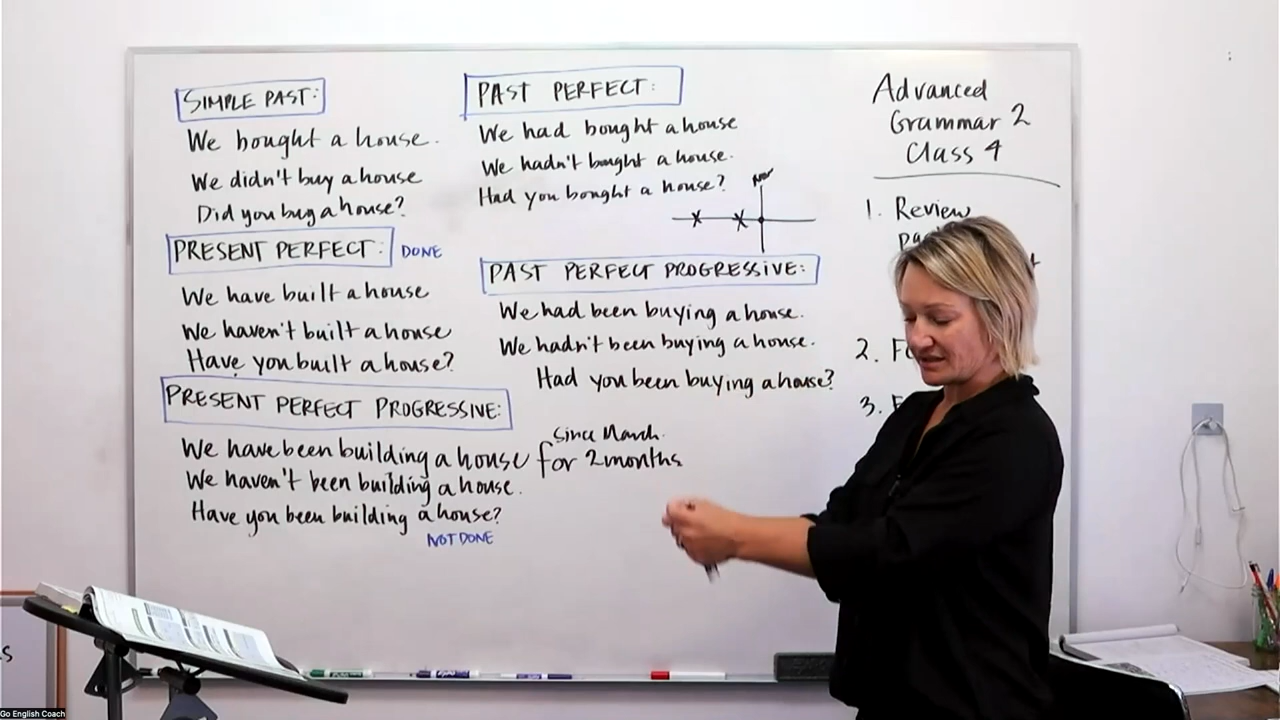 SIMPLE PAST:
We bought a house.
We didn't buy a house
Did you buy a house?
PRESENT PERFECT: DONE
We have built a house
We haven't built a house
Have you built a house?
PRESENT PERFECT PROGRESSIVE:
We have been building a house for 2 months
since March.
We haven't been building a house.
Have you been building a house?
NOT DONE
PAST PERFECT:
We had bought a house
We hadn't bought a house.
Had you bought a house?
Now
PAST PERFECT PROGRESSIVE:
We had been buying a house.
We hadn't been buying a house.
Had you been buying a house?
Advanced
Grammar 2
Class 4
1. Review
2.
3.
Go English Coach